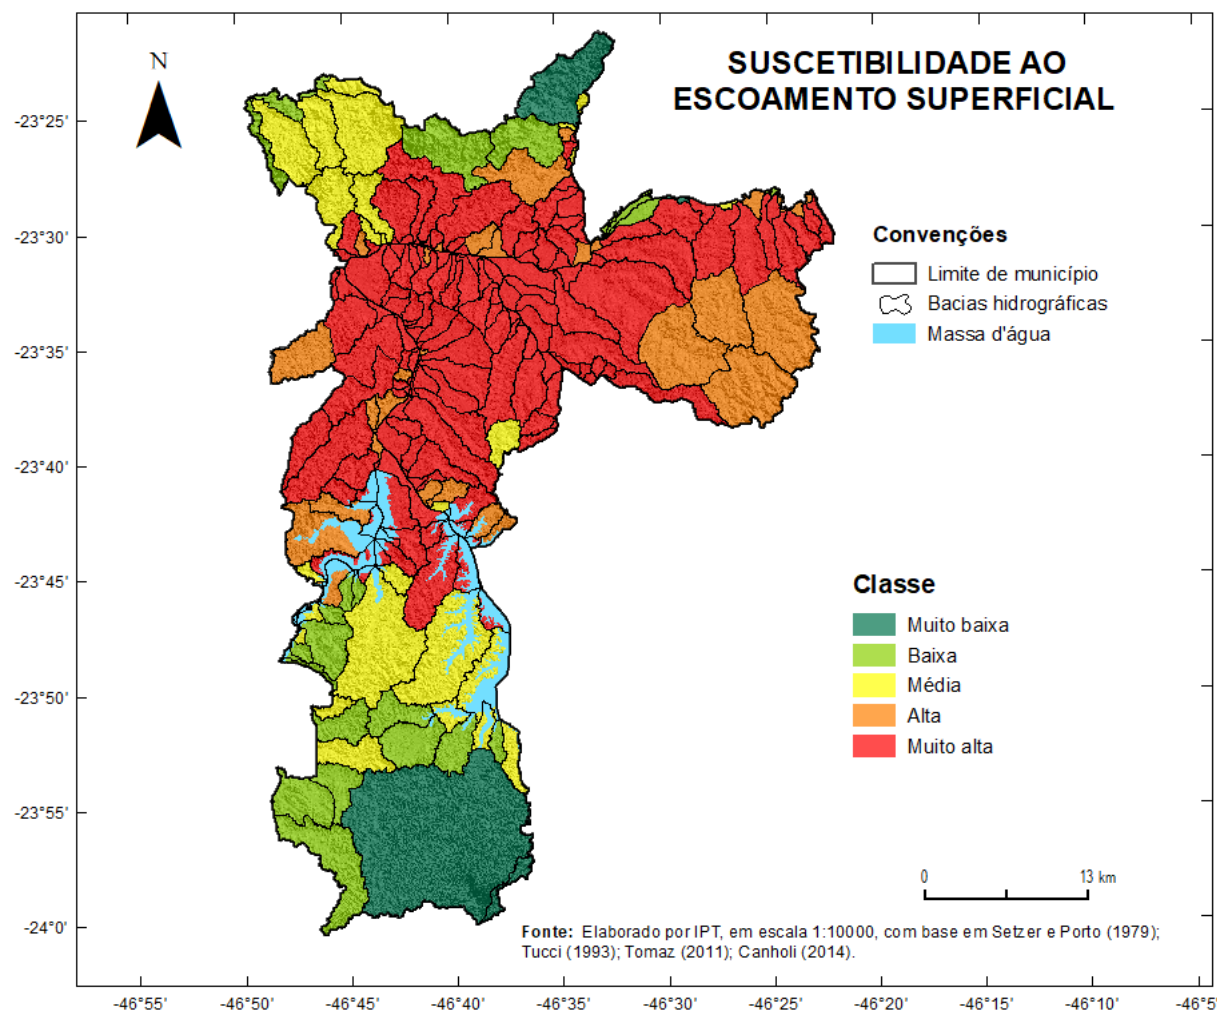 SUSCETIBILIDADE AO
ESCOAMENTO SUPERFICIAL
N
-23°25'
-23°30'
-23°35'
-23°40'
-23°45'
-23°50'
-23°55'
-24°0'
Convenções
Limite de município
Bacias hidrográficas
Massa d'água
Classe
Muito baixa
Baixa
Média
Alta
Muito alta
0 13 km
Fonte: Elaborado por IPT, em escala 1:10000, com base em Setzer e Porto (1979);
Tucci (1993); Tomaz (2011); Canholi (2014).
-46°55' -46°50' -46°45' -46°40' -46°35' -46°30' -46°25' -46°20' -46°15' -46°10' -46°5'